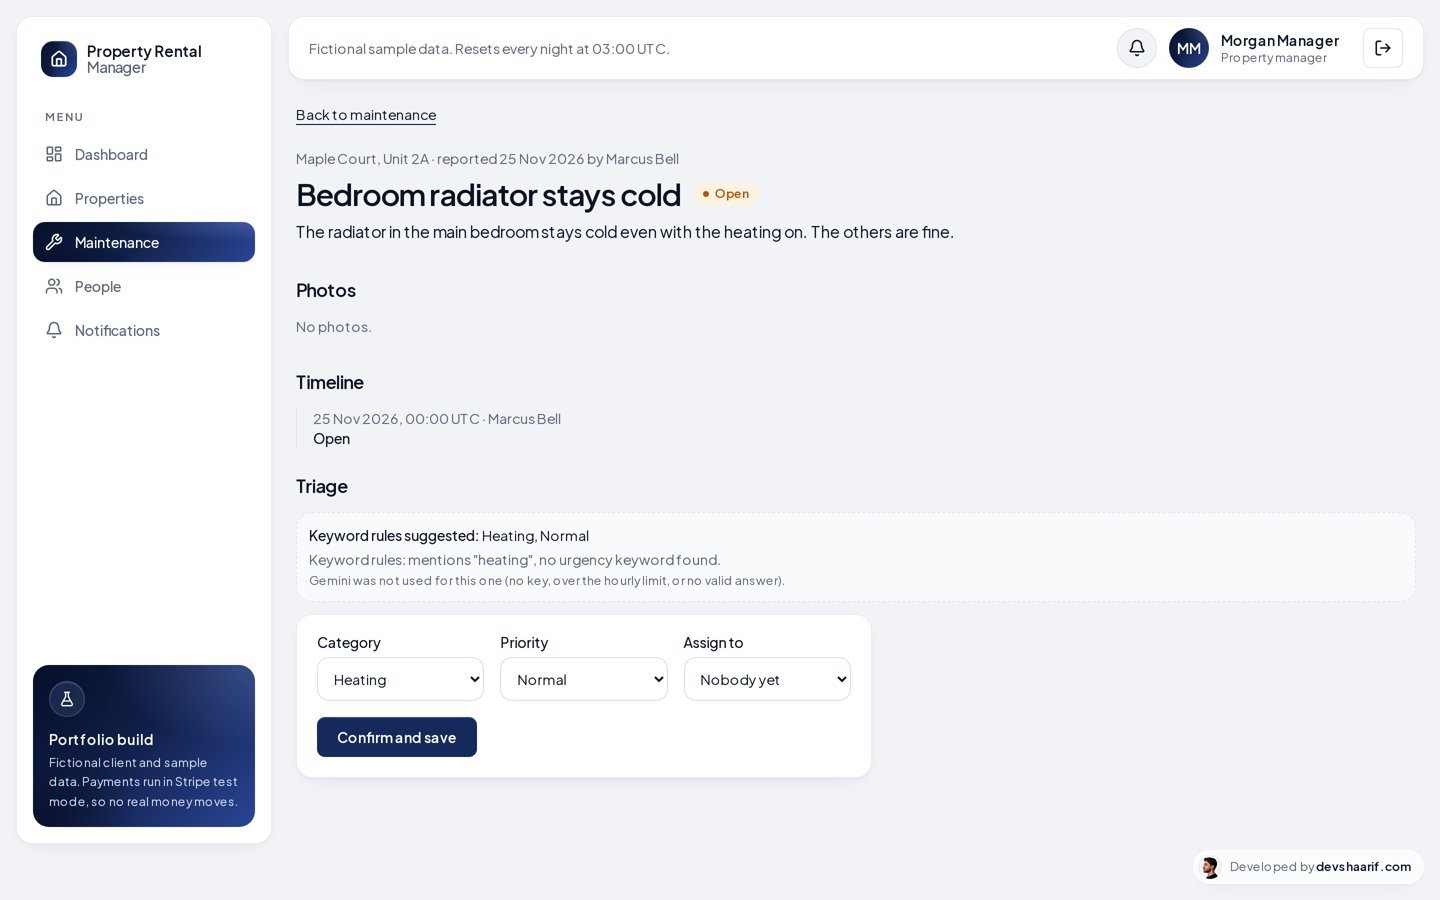 Property Rental
Manager
MENU
Dashboard
Properties
Maintenance
People
Notifications
Portfolio build
Fictional client and sample
data. Payments run in Stripe test
mode, so no real money moves.
Fictional sample data. Resets every night at 03:00 UTC.
MM
Morgan Manager
Property manager
Back to maintenance
Maple Court, Unit 2A · reported 25 Nov 2026 by Marcus Bell
Bedroom radiator stays cold
Open
The radiator in the main bedroom stays cold even with the heating on. The others are fine.
Photos
No photos.
Timeline
25 Nov 2026, 00:00 UTC · Marcus Bell
Open
Triage
Keyword rules suggested: Heating, Normal
Keyword rules: mentions "heating", no urgency keyword found.
Gemini was not used for this one (no key, over the hourly limit, or no valid answer).
Category Priority Assign to
Heating Normal Nobody yet
Confirm and save
Developed by devshaarif.com